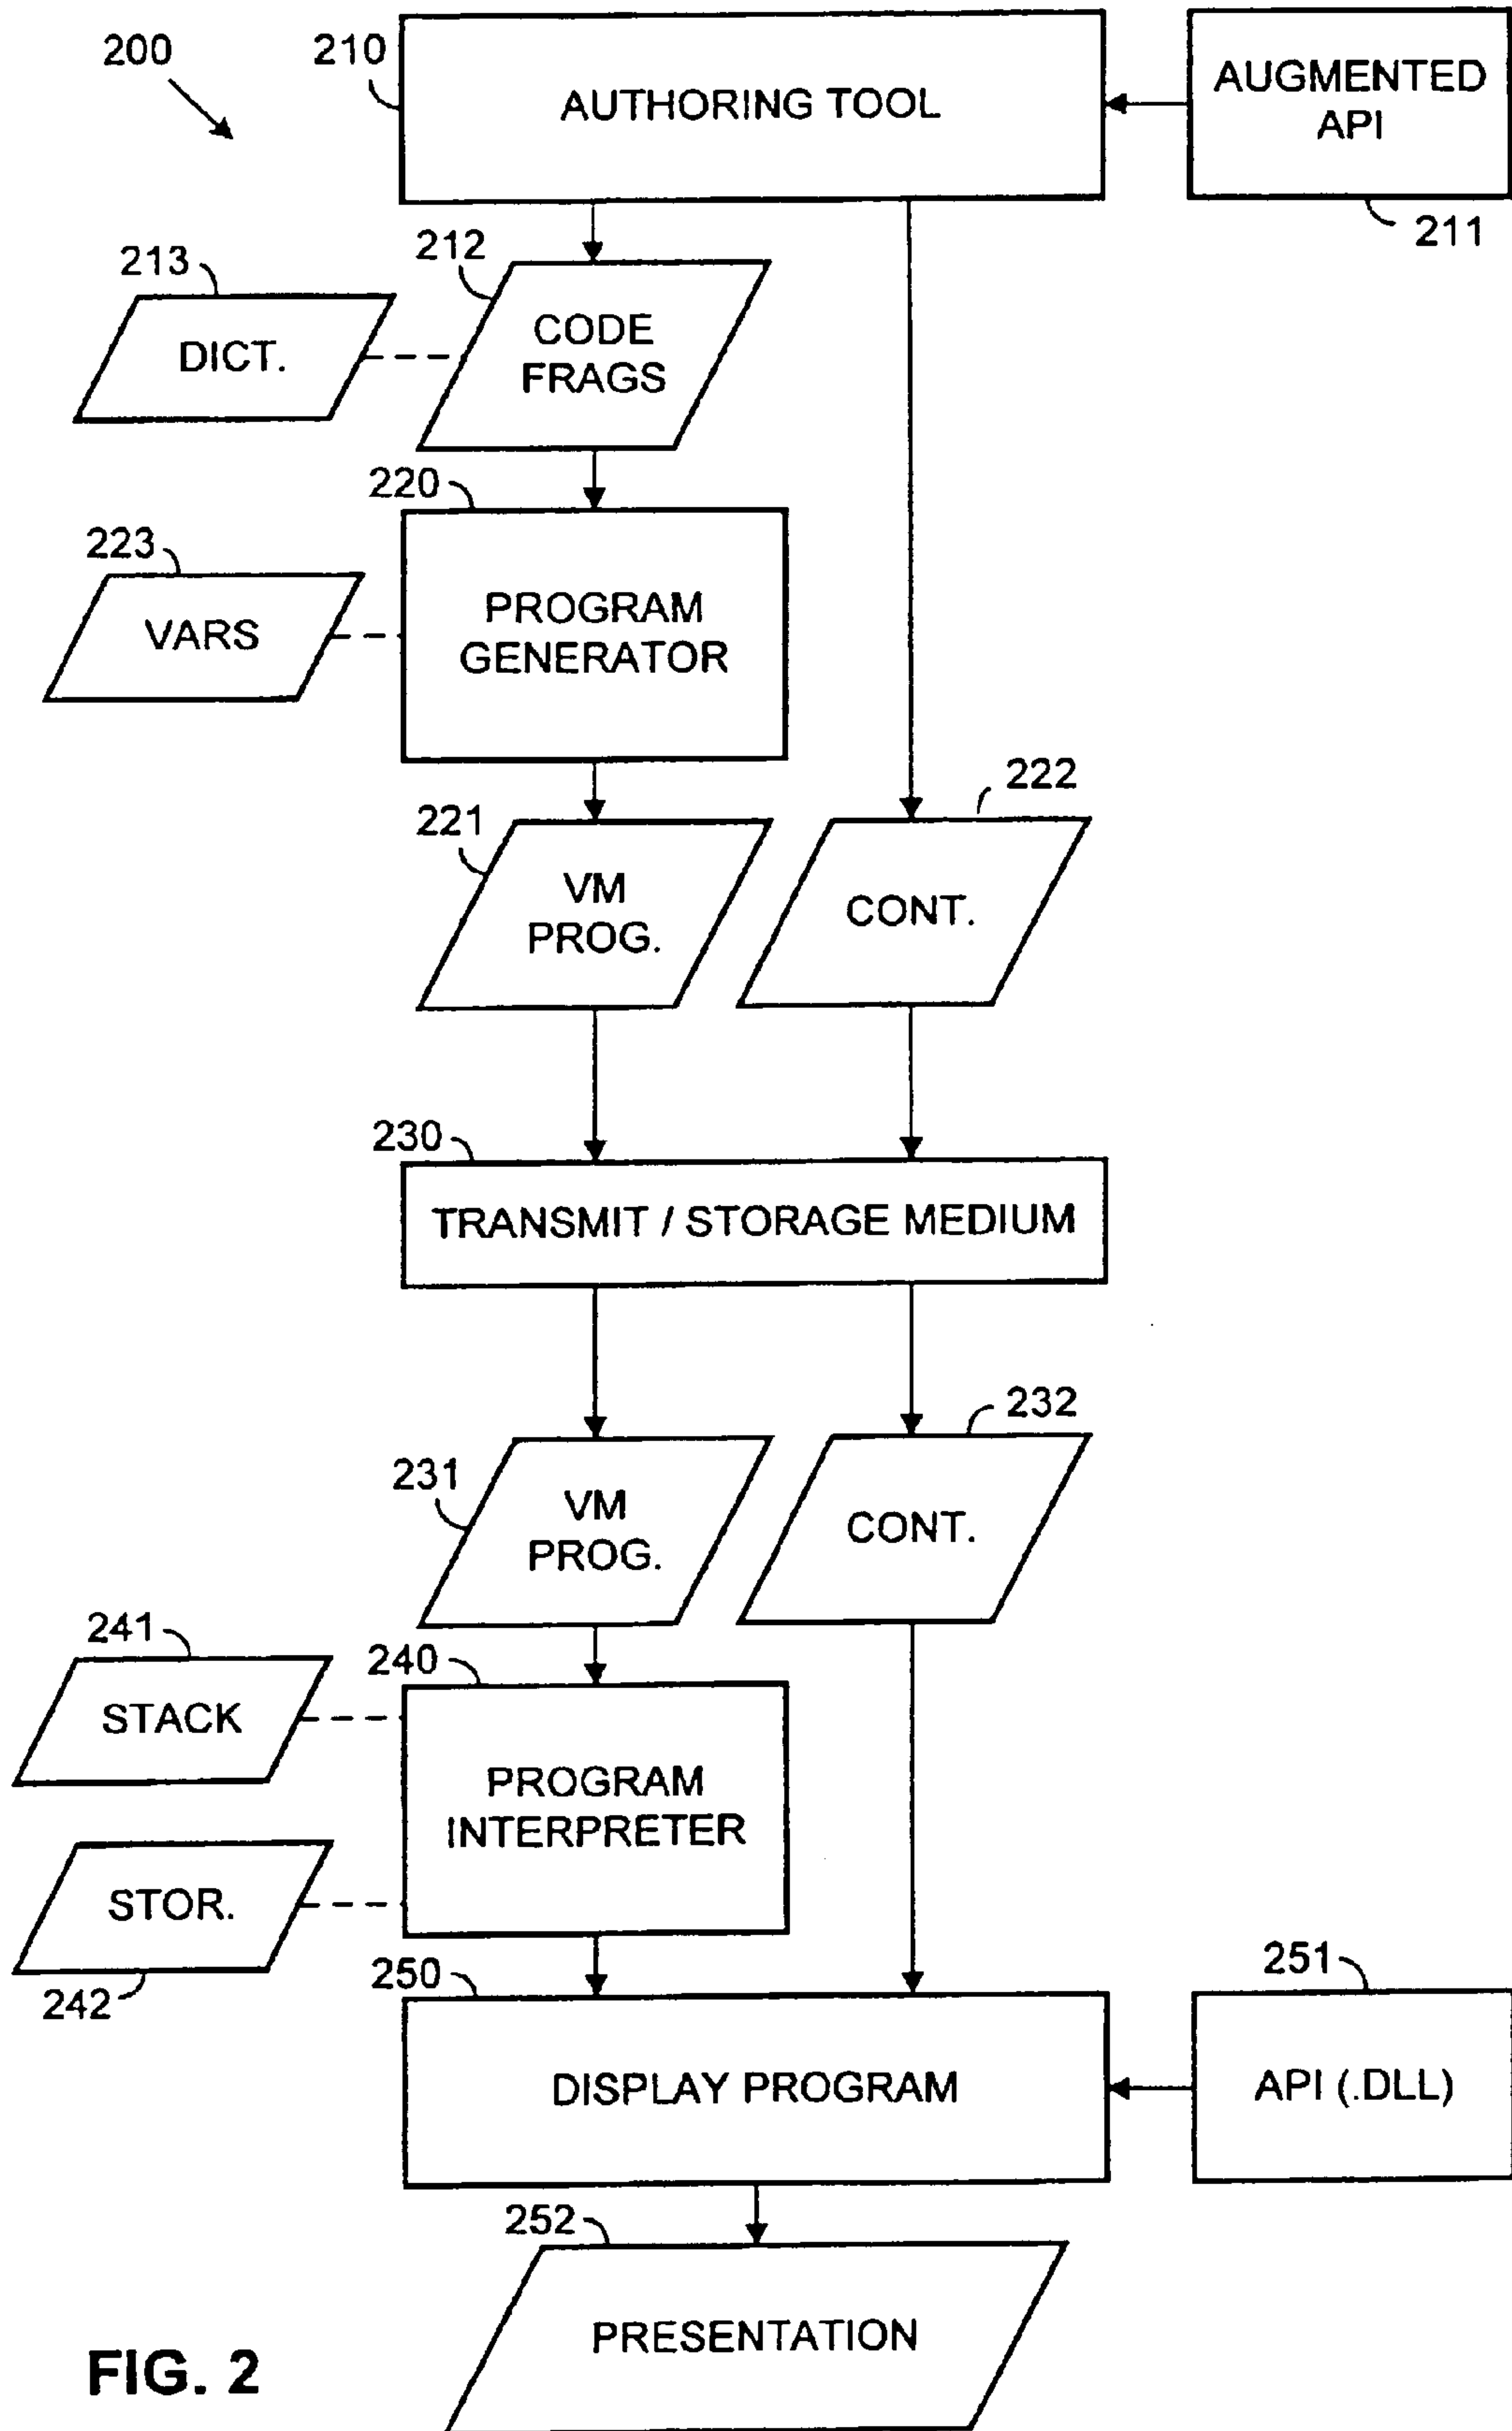 200
210
AUTHORING TOOL
AUGMENTED
API
211
213
212
DICT.
CODE
FRAGS
220
223
VARS
PROGRAM
GENERATOR
222
221
VM
PROG.
CONT.
230
TRANSMIT / STORAGE MEDIUM
232
231
VM
PROG.
CONT.
241
240
STACK
PROGRAM
INTERPRETER
STOR.
242
250
251
DISPLAY PROGRAM
API (.DLL)
252
PRESENTATION
FIG. 2